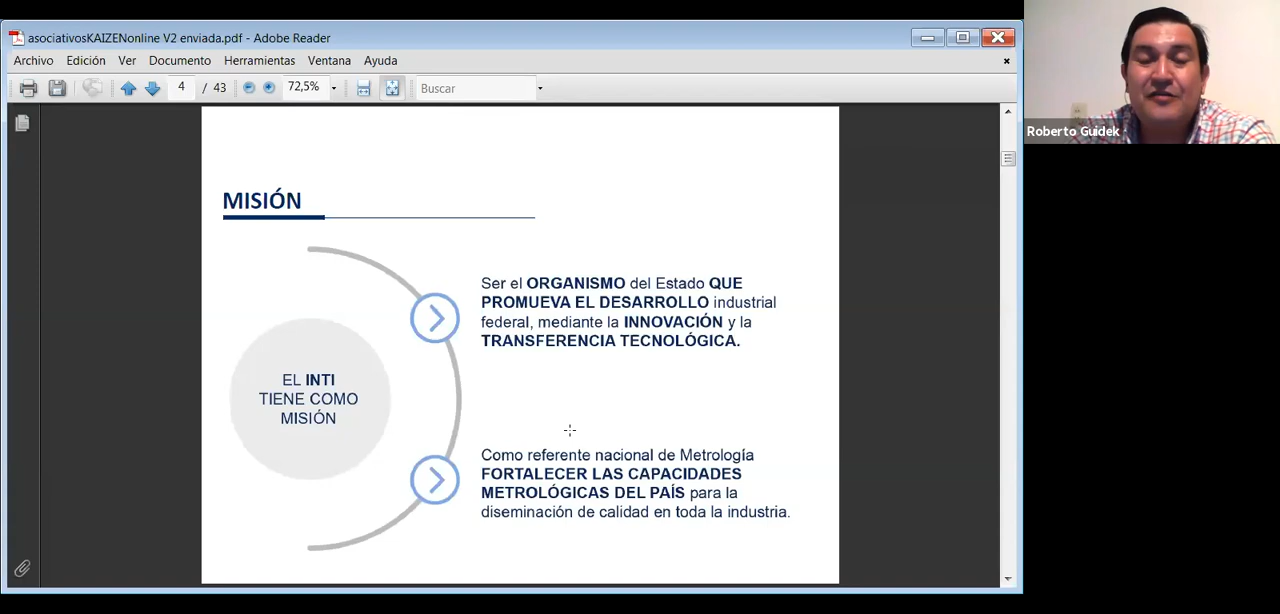 asociativosKAIZENonline V2 enviada.pdf - Adobe Reader
Archivo Edición Ver Documento Herramientas Ventana Ayuda
4 / 43 72,5% Buscar
Roberto Guidek
MISIÓN
Ser el ORGANISMO del Estado QUE
PROMUEVA EL DESARROLLO industrial
federal, mediante la INNOVACIÓN y la
TRANSFERENCIA TECNOLÓGICA.
EL INTI
TIENE COMO
MISIÓN
Como referente nacional de Metrología
FORTALECER LAS CAPACIDADES
METROLÓGICAS DEL PAÍS para la
diseminación de calidad en toda la industria.